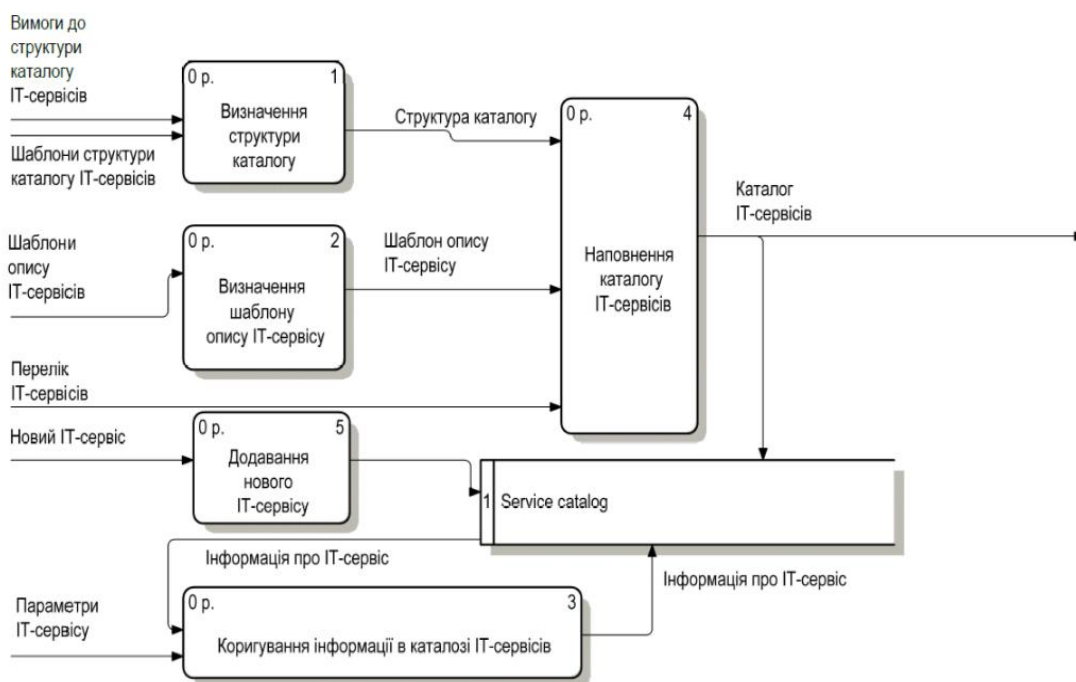 Вимоги до
структури
каталогу
ІТ-сервісів
0 р.
1
Визначення
структури
каталогу
Шаблони структури
каталогу ІТ-сервісів
Структура каталогу
0 р.
4
Наповнення
каталогу
ІТ-сервісів
Каталог
ІТ-сервісів
Шаблони
опису
ІТ-сервісів
0 р.
2
Визначення
шаблону
опису ІТ-сервісу
Шаблон опису
ІТ-сервісу
Перелік
ІТ-сервісів
Новий ІТ-сервіс
0 р.
5
Додавання
нового
ІТ-сервісу
1
Service catalog
Інформація про ІТ-сервіс
Інформація про ІТ-сервіс
Параметри
ІТ-сервісу
0 р.
3
Коригування інформації в каталозі ІТ-сервісів